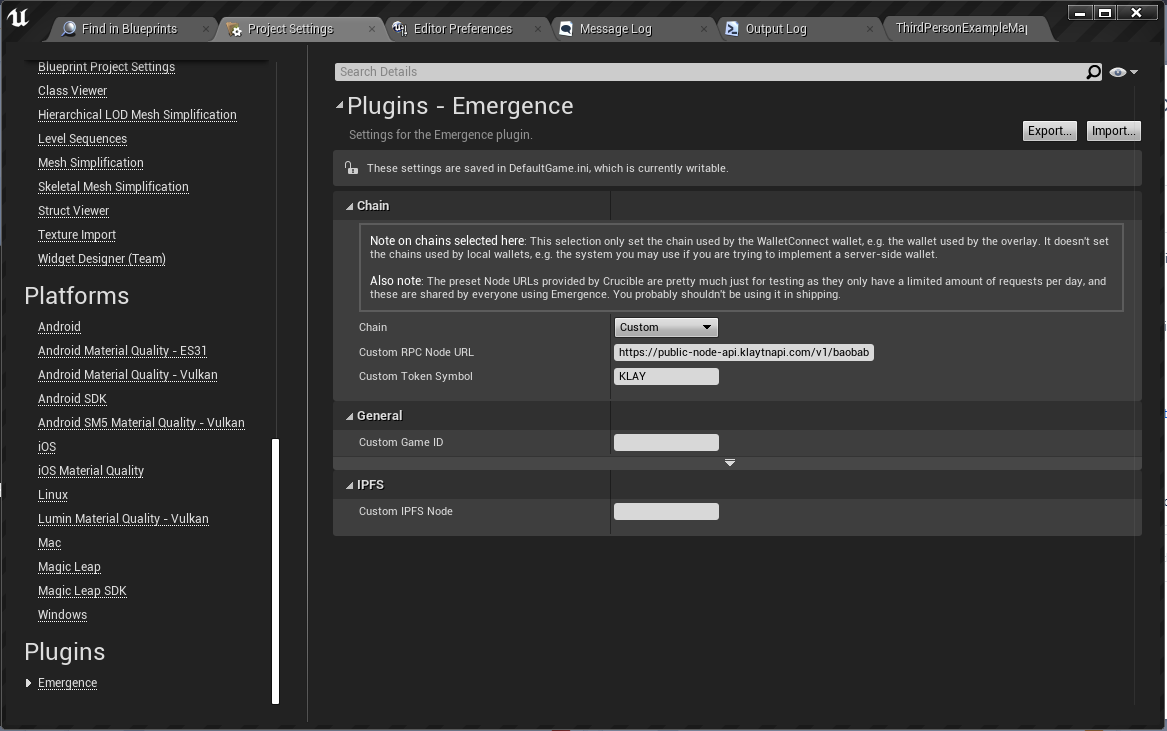 Find in Blueprints
Project Settings
Editor Preferences
Message Log
Output Log
ThirdPersonExampleMap
Blueprint Project Settings
Class Viewer
Hierarchical LOD Mesh Simplification
Level Sequences
Mesh Simplification
Skeletal Mesh Simplification
Struct Viewer
Texture Import
Widget Designer (Team)
Platforms
Android
Android Material Quality - ES31
Android Material Quality - Vulkan
Android SDK
Android SM5 Material Quality - Vulkan
iOS
iOS Material Quality
Linux
Lumin Material Quality - Vulkan
Mac
Magic Leap
Magic Leap SDK
Windows
Plugins
Emergence
Search Details
Plugins - Emergence
Settings for the Emergence plugin.
Export...
Import...
These settings are saved in DefaultGame.ini, which is currently writable.
Chain
Note on chains selected here: This selection only set the chain used by the WalletConnect wallet, e.g. the wallet used by the overlay. It doesn't set
the chains used by local wallets, e.g. the system you may use if you are trying to implement a server-side wallet.
Also note: The preset Node URLs provided by Crucible are pretty much just for testing as they only have a limited amount of requests per day, and
these are shared by everyone using Emergence. You probably shouldn't be using it in shipping.
Chain
Custom
Custom RPC Node URL
https://public-node-api.klaytnapi.com/v1/baobab
Custom Token Symbol
KLAY
General
Custom Game ID
IPFS
Custom IPFS Node